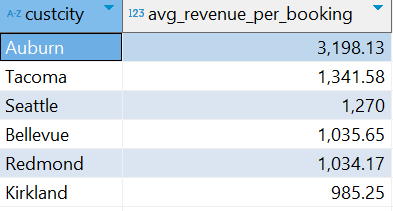 A-Z custcity 123 avg_revenue_per_booking
Auburn 3,198.13
Tacoma 1,341.58
Seattle 1,270
Bellevue 1,035.65
Redmond 1,034.17
Kirkland 985.25